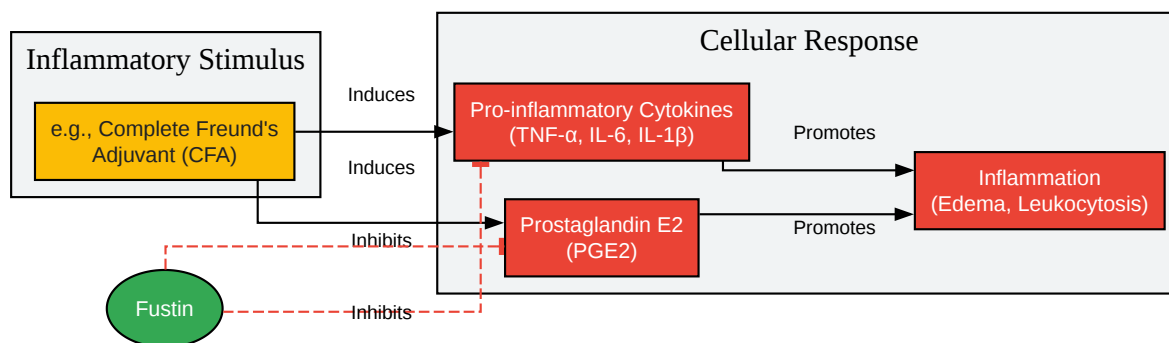 Inflammatory Stimulus
e.g., Complete Freund's
Adjuvant (CFA)
Induces
Induces
Cellular Response
Pro-inflammatory Cytokines
(TNF-α, IL-6, IL-1β)
Promotes
Prostaglandin E2
(PGE2)
Promotes
Inflammation
(Edema, Leukocytosis)
Inhibits
Fustin
Inhibits